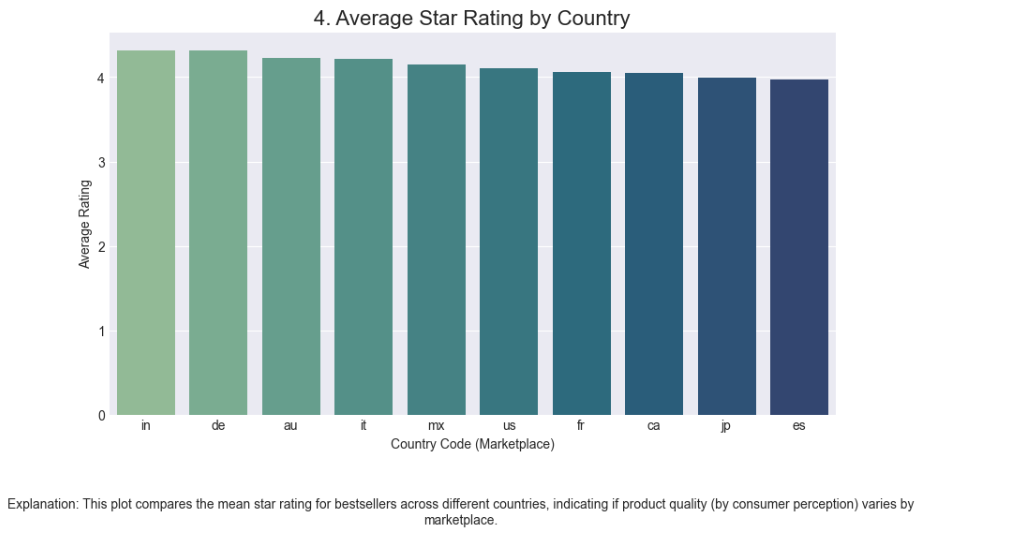 4. Average Star Rating by Country
Average Rating
4
3
2
1
0
in de au it mx us fr ca jp es
Country Code (Marketplace)
Explanation: This plot compares the mean star rating for bestsellers across different countries, indicating if product quality (by consumer perception) varies by
marketplace.